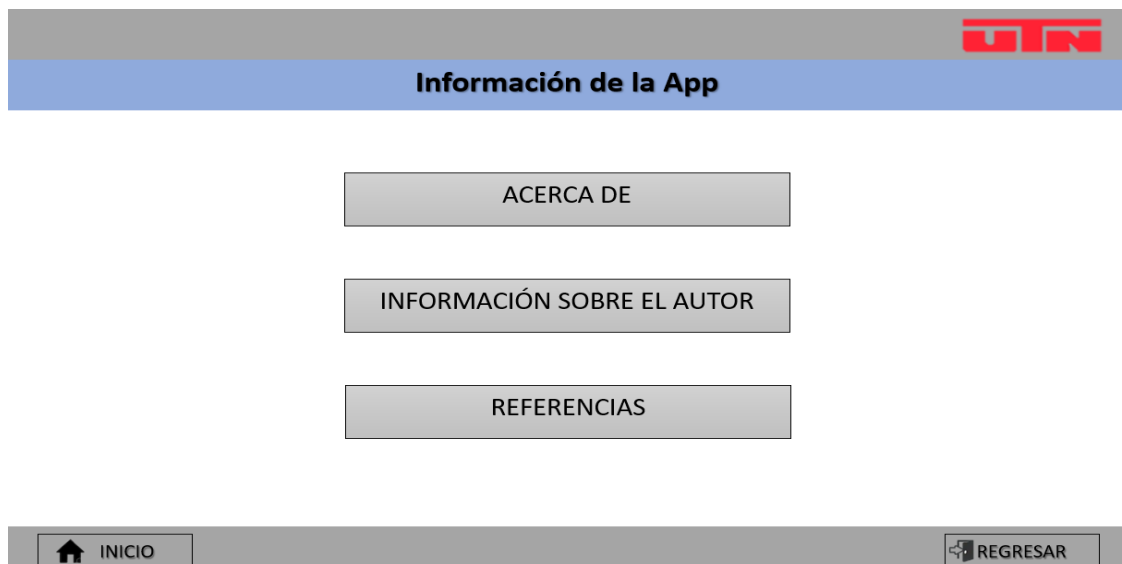 UTN
Información de la App
ACERCA DE
INFORMACIÓN SOBRE EL AUTOR
REFERENCIAS
INICIO
REGRESAR